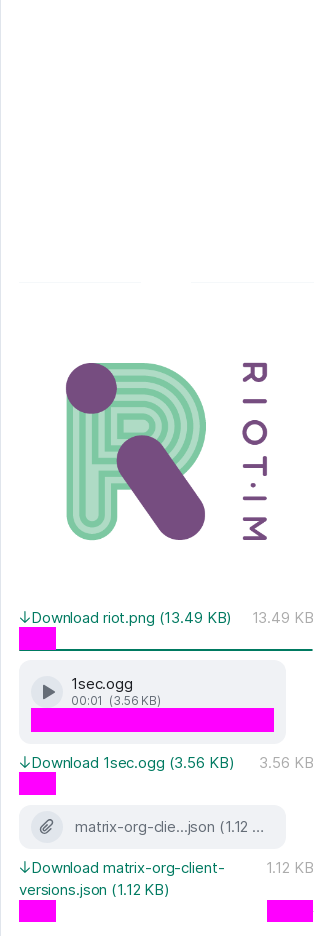 RIOT·IM
↓Download riot.png (13.49 KB) 13.49 KB
1sec.ogg
00:01 (3.56 KB)
↓Download 1sec.ogg (3.56 KB) 3.56 KB
matrix-org-clie...json (1.12 ...
↓Download matrix-org-client- 1.12 KB
versions.json (1.12 KB)